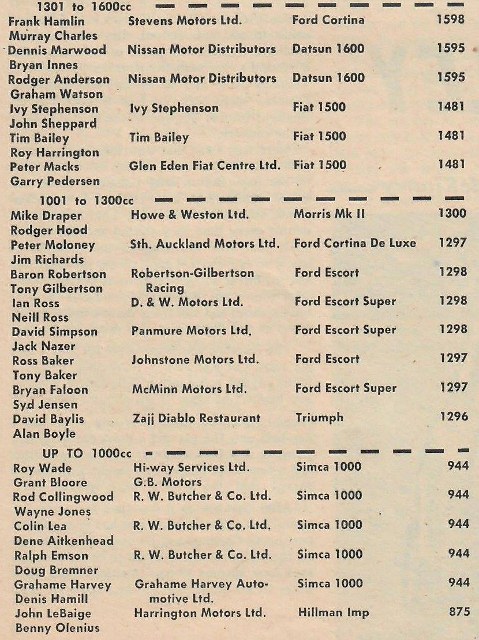 1301 to 1600cc
Frank Hamlin Stevens Motors Ltd. Ford Cortina 1598
Murray Charles
Dennis Marwood Nissan Motor Distributors Datsun 1600 1595
Bryan Innes
Rodger Anderson Nissan Motor Distributors Datsun 1600 1595
Graham Watson
Ivy Stephenson Ivy Stephenson Fiat 1500 1481
John Sheppard
Tim Bailey Tim Bailey Fiat 1500 1481
Roy Harrington
Peter Macks Glen Eden Fiat Centre Ltd. Fiat 1500 1481
Garry Pedersen
1001 to 1300cc
Mike Draper Howe & Weston Ltd. Morris Mk II 1300
Rodger Hood
Peter Moloney Sth. Auckland Motors Ltd. Ford Cortina De Luxe 1297
Jim Richards
Baron Robertson Robertson-Gilbertson Ford Escort 1298
Tony Gilbertson Racing
Ian Ross D. & W. Motors Ltd. Ford Escort Super 1298
Neill Ross
David Simpson Panmure Motors Ltd. Ford Escort Super 1298
Jack Nazer
Ross Baker Johnstone Motors Ltd. Ford Escort 1297
Tony Baker
Bryan Faloon McMinn Motors Ltd. Ford Escort Super 1297
Syd Jensen
David Baylis Zajj Diablo Restaurant Triumph 1296
Alan Boyle
UP TO 1000cc
Roy Wade Hi-way Services Ltd. Simca 1000 944
Grant Bloore G.B. Motors
Rod Collingwood R. W. Butcher & Co. Ltd. Simca 1000 944
Wayne Jones
Colin Lea R. W. Butcher & Co. Ltd. Simca 1000 944
Dene Aitkenhead
Ralph Emson R. W. Butcher & Co. Ltd. Simca 1000 944
Doug Bremner
Grahame Harvey Grahame Harvey Auto- Simca 1000 944
Denis Hamill motive Ltd.
John LeBaige Harrington Motors Ltd. Hillman Imp 875
Benny Olenius